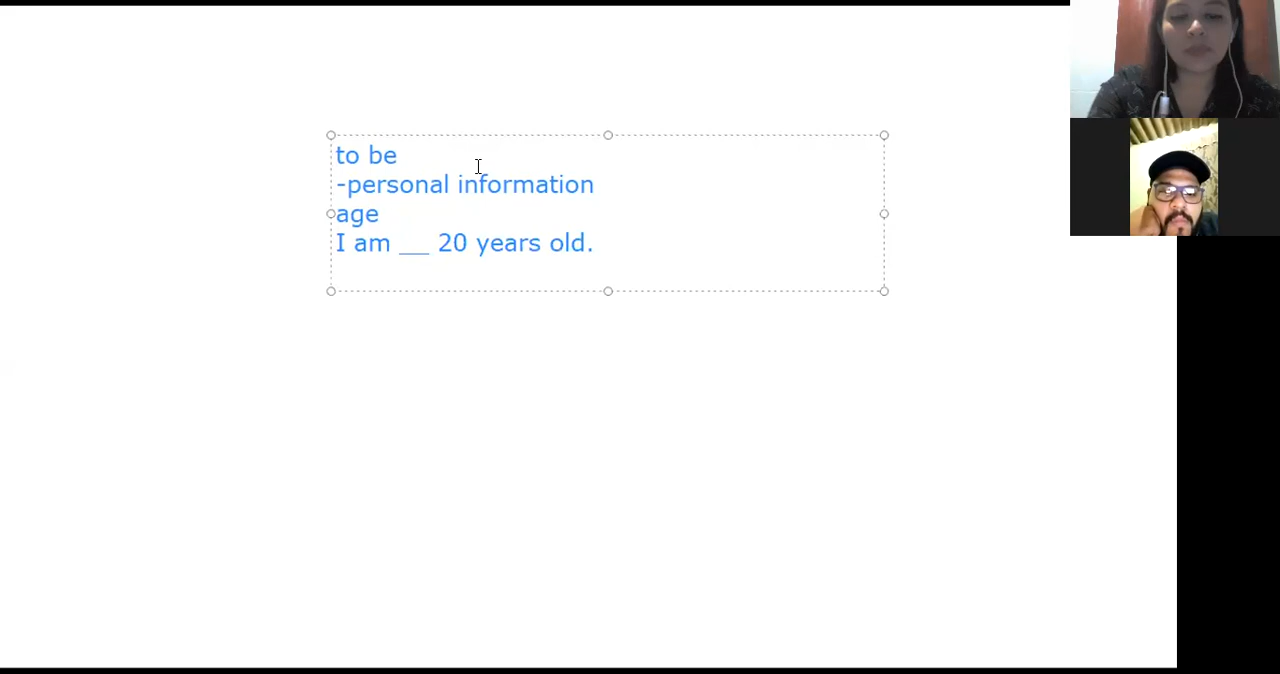 to be
-personal information
age
I am __ 20 years old.